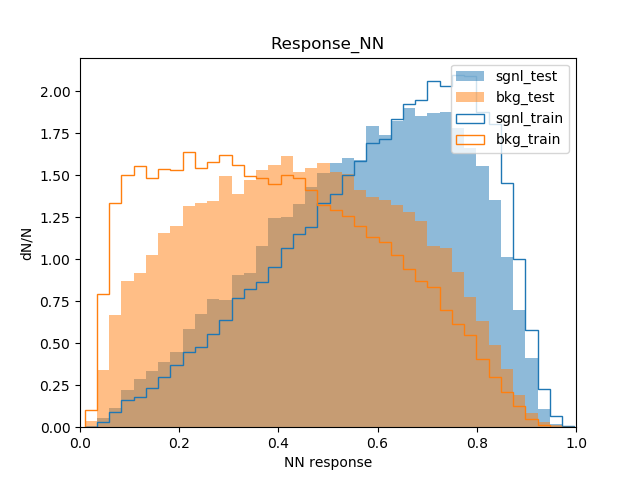 Response_NN
sgnl_test
bkg_test
sgnl_train
bkg_train
dN/N
2.00
1.75
1.50
1.25
1.00
0.75
0.50
0.25
0.00
0.0 0.2 0.4 0.6 0.8 1.0
NN response